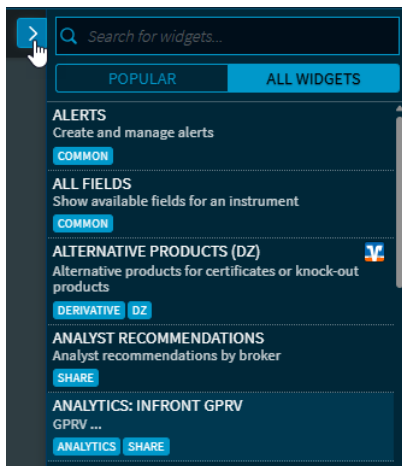 Search for widgets...
POPULAR ALL WIDGETS
ALERTS
Create and manage alerts
COMMON
ALL FIELDS
Show available fields for an instrument
COMMON
ALTERNATIVE PRODUCTS (DZ)
Alternative products for certificates or knock-out
products
DERIVATIVE DZ
ANALYST RECOMMENDATIONS
Analyst recommendations by broker
SHARE
ANALYTICS: INFRONT GPRV
GPRV ...
ANALYTICS SHARE